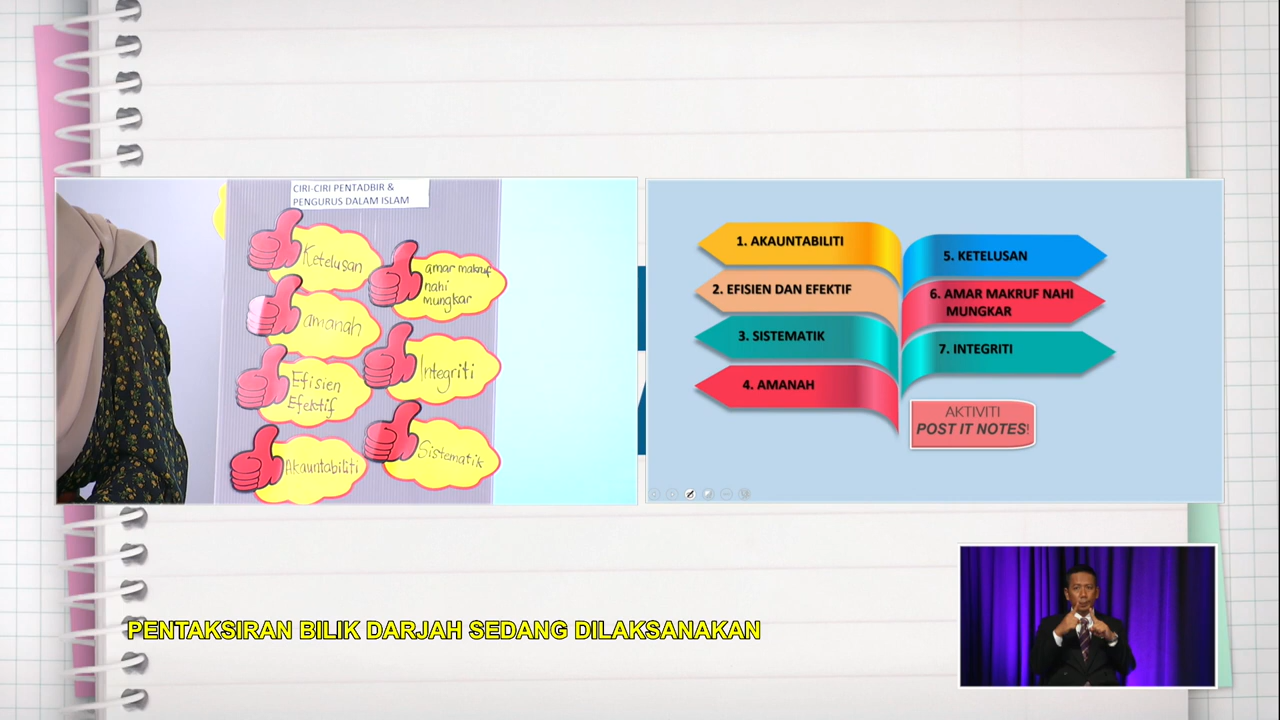 CIRI-CIRI PENTADBIR &
PENGURUS DALAM ISLAM
Ketelusan
amanah
Efisien
Efektif
Akauntabiliti
amar makruf
nahi
mungkar
Integriti
Sistematik
1. AKAUNTABILITI
2. EFISIEN DAN EFEKTIF
3. SISTEMATIK
4. AMANAH
5. KETELUSAN
6. AMAR MAKRUF NAHI
MUNGKAR
7. INTEGRITI
AKTIVITI
POST IT NOTES!
PENTAKSIRAN BILIK DARJAH SEDANG DILAKSANAKAN